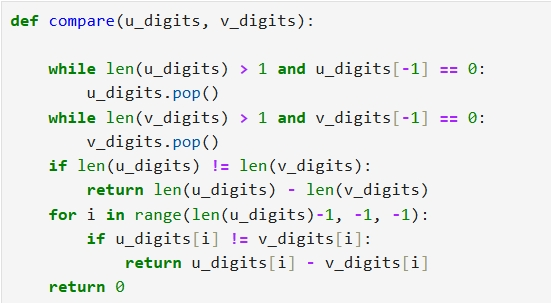 def compare(u_digits, v_digits):
    while len(u_digits) > 1 and u_digits[-1] == 0:
        u_digits.pop()
    while len(v_digits) > 1 and v_digits[-1] == 0:
        v_digits.pop()
    if len(u_digits) != len(v_digits):
        return len(u_digits) - len(v_digits)
    for i in range(len(u_digits)-1, -1, -1):
        if u_digits[i] != v_digits[i]:
            return u_digits[i] - v_digits[i]
    return 0